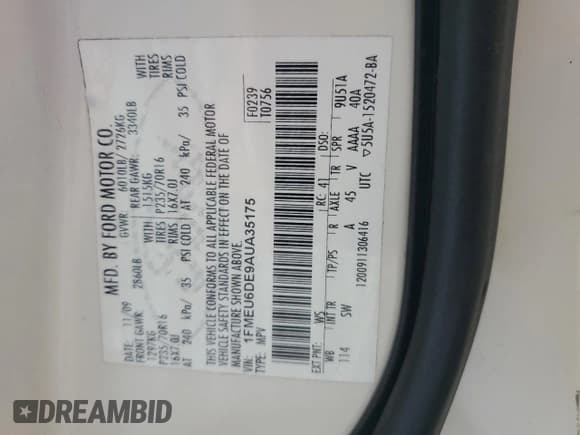 MFD. BY FORD MOTOR CO.
DATE: 11/09 GVWR: 6010LB/ 2726KG
FRONT GAWR: 2860LB REAR GAWR: 3340LB
1297KG WITH 1515KG WITH
P235/70R16 TIRES P235/70R16 TIRES
16X7.0J RIMS 16X7.0J RIMS
AT 240 kPa/ 35 PSI COLD AT 240 kPa/ 35 PSI COLD
THIS VEHICLE CONFORMS TO ALL APPLICABLE FEDERAL MOTOR
VEHICLE SAFETY STANDARDS IN EFFECT ON THE DATE OF
MANUFACTURE SHOWN ABOVE.
VIN: 1FMEU6DE9AUA35175
TYPE: MPV
F0239
T0756
EXT PNT: WS RC: 41 DSO:
WB INT TR TP/PS R AXLE TR SPR 9U51A
114 SW A 45 V AAAA 40A
1200911306416 UTC ▽5U5A-1520472-BA
DREAMBID